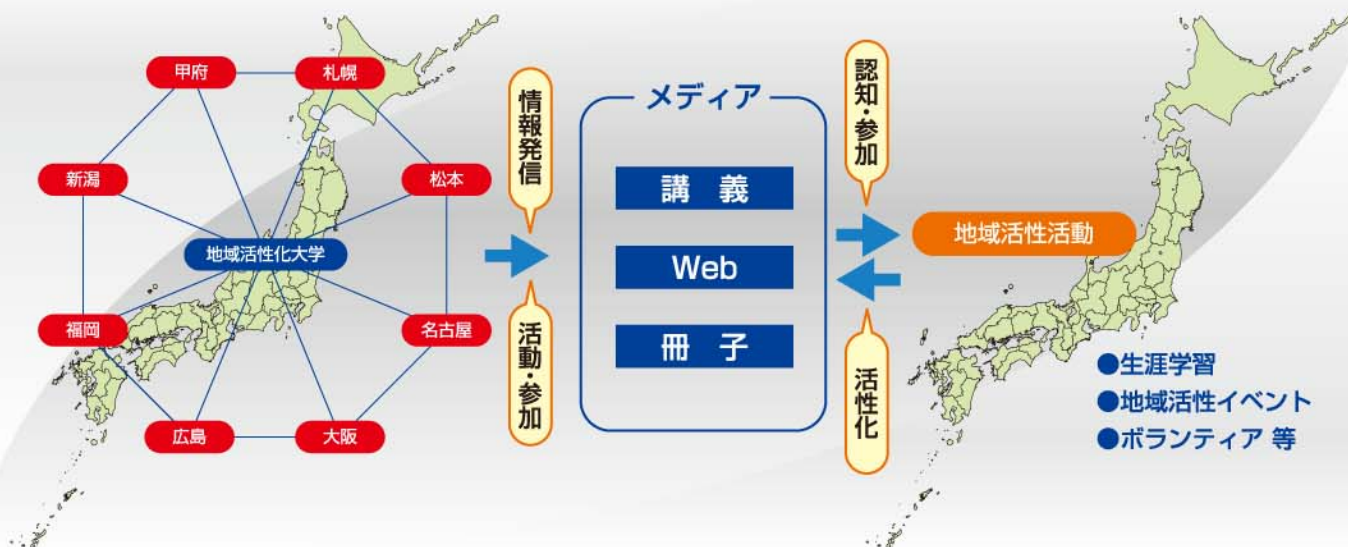 甲府
札幌
新潟
松本
地域活性化大学
福岡
名古屋
広島
大阪
情報発信
活動・参加
メディア
講義
Web
冊子
認知・参加
活性化
地域活性活動
●生涯学習
●地域活性イベント
●ボランティア 等